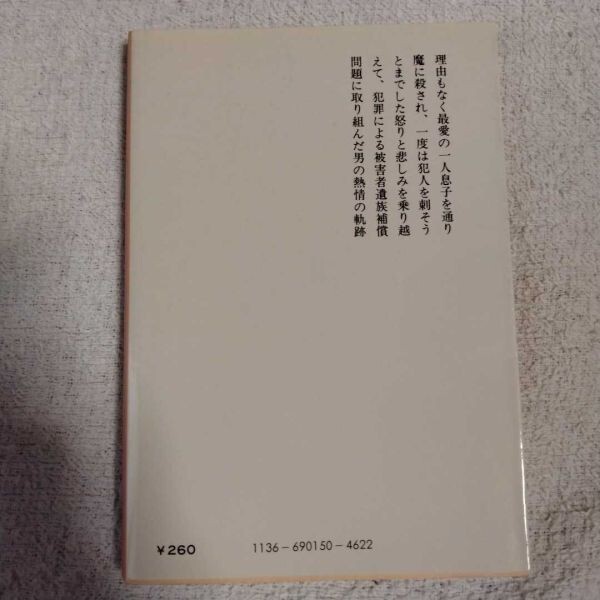 理由もなく最愛の一人息子を通り
魔に殺され、一度は犯人を刺そう
とまでした怒りと悲しみを乗り越
えて、犯罪による被害者遺族補償
問題に取り組んだ男の熱情の軌跡
¥260
1136-690150-4622